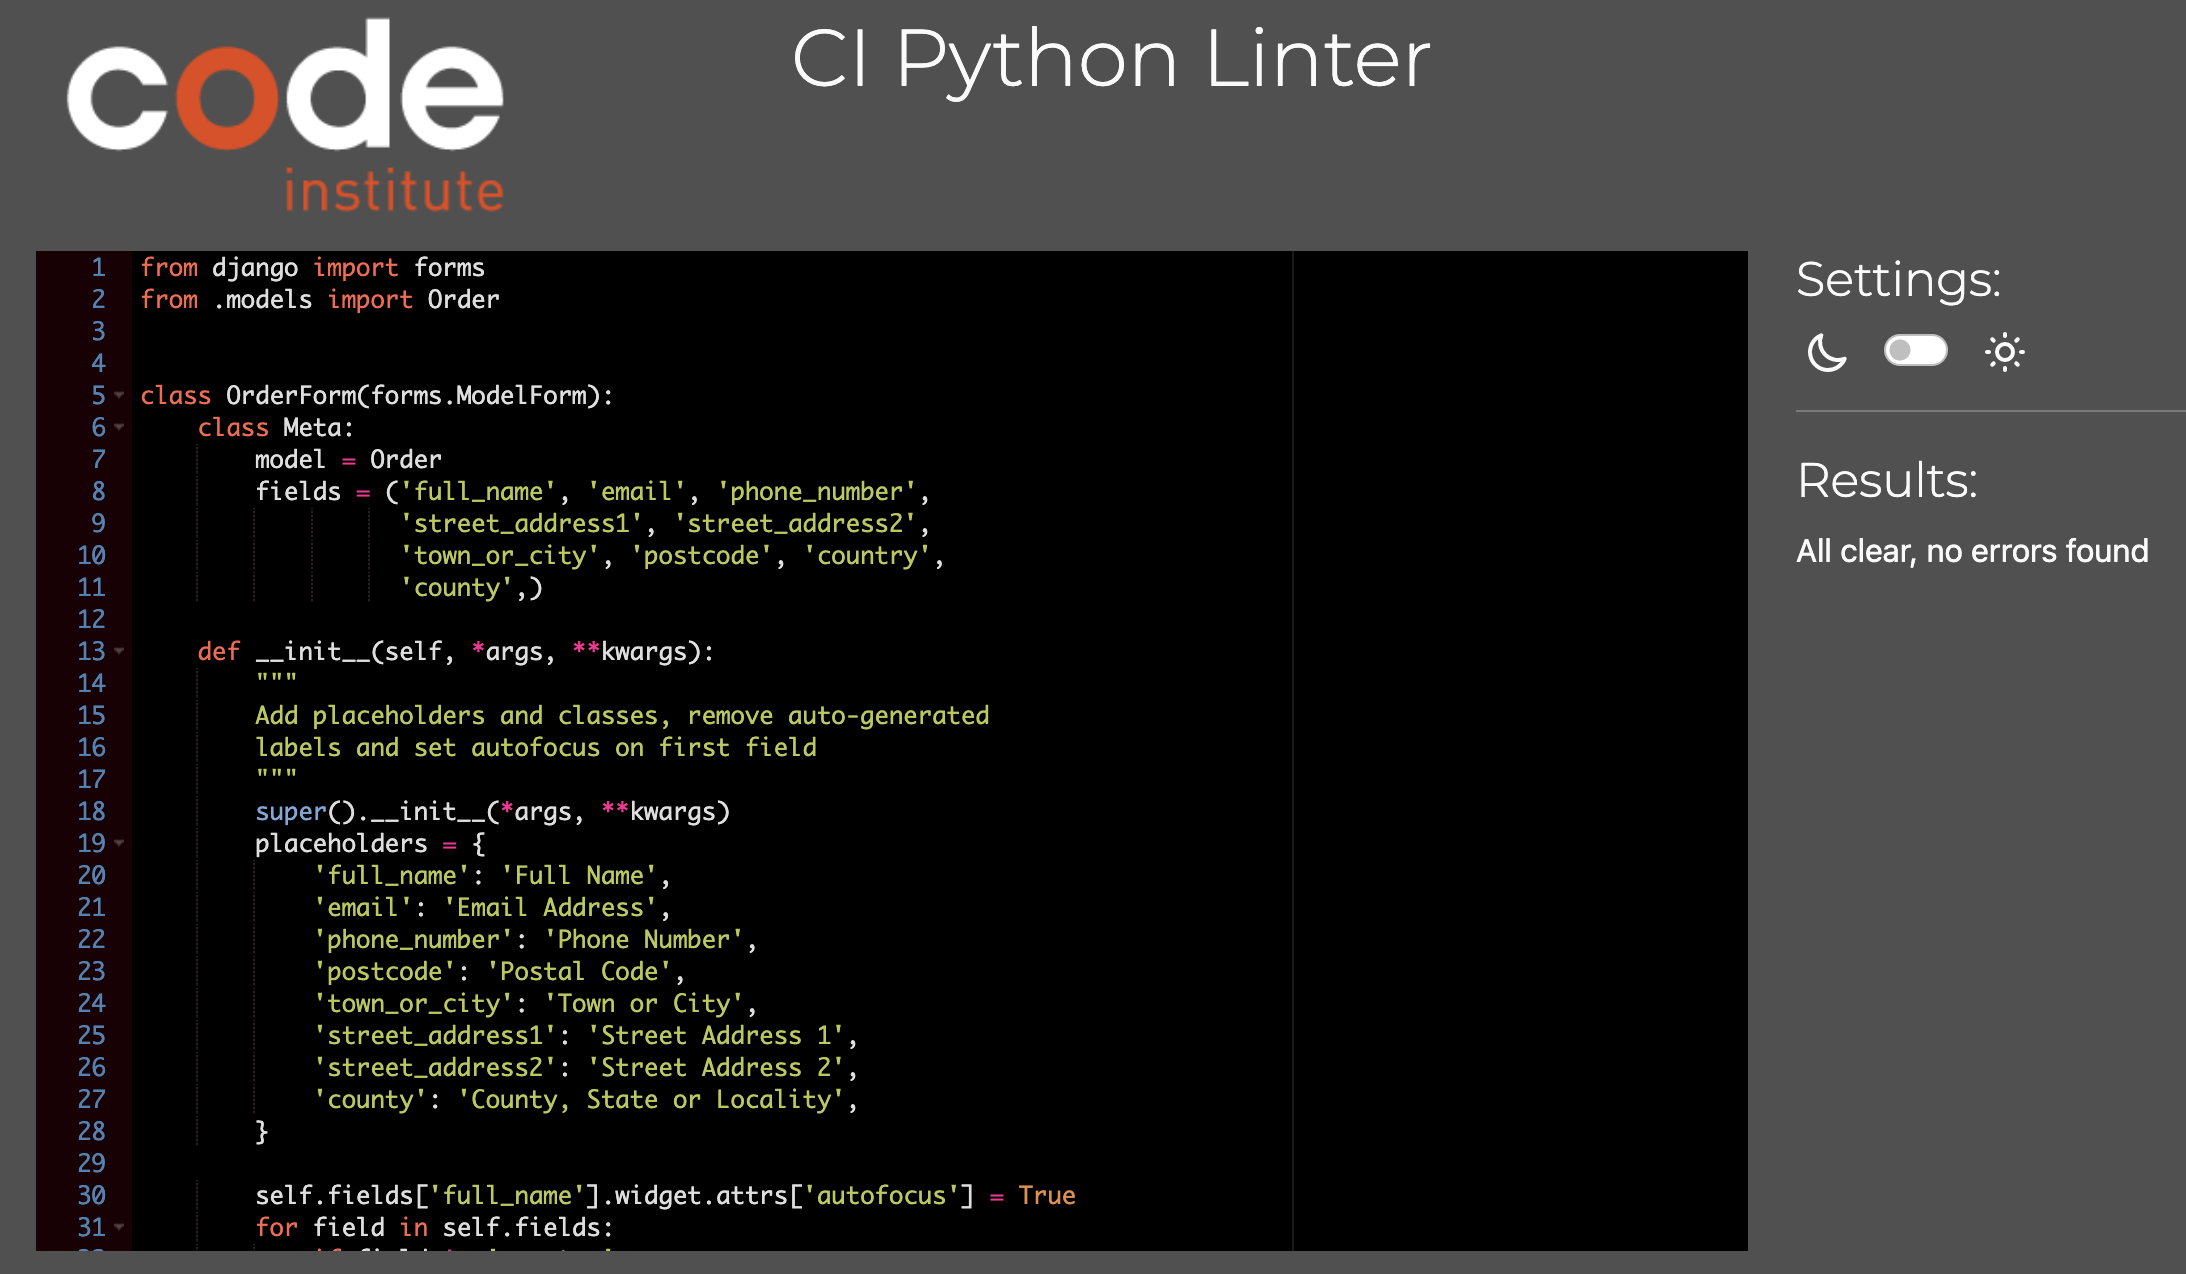 code
institute
CI Python Linter
1 from django import forms
2 from .models import Order
3
4
5 class OrderForm(forms.ModelForm):
6     class Meta:
7         model = Order
8         fields = ('full_name', 'email', 'phone_number',
9                   'street_address1', 'street_address2',
10                   'town_or_city', 'postcode', 'country',
11                   'county',)
12
13     def __init__(self, *args, **kwargs):
14         """
15         Add placeholders and classes, remove auto-generated
16         labels and set autofocus on first field
17         """
18         super().__init__(*args, **kwargs)
19         placeholders = {
20             'full_name': 'Full Name',
21             'email': 'Email Address',
22             'phone_number': 'Phone Number',
23             'postcode': 'Postal Code',
24             'town_or_city': 'Town or City',
25             'street_address1': 'Street Address 1',
26             'street_address2': 'Street Address 2',
27             'county': 'County, State or Locality',
28         }
29
30         self.fields['full_name'].widget.attrs['autofocus'] = True
31         for field in self.fields:
Settings:
Results:
All clear, no errors found